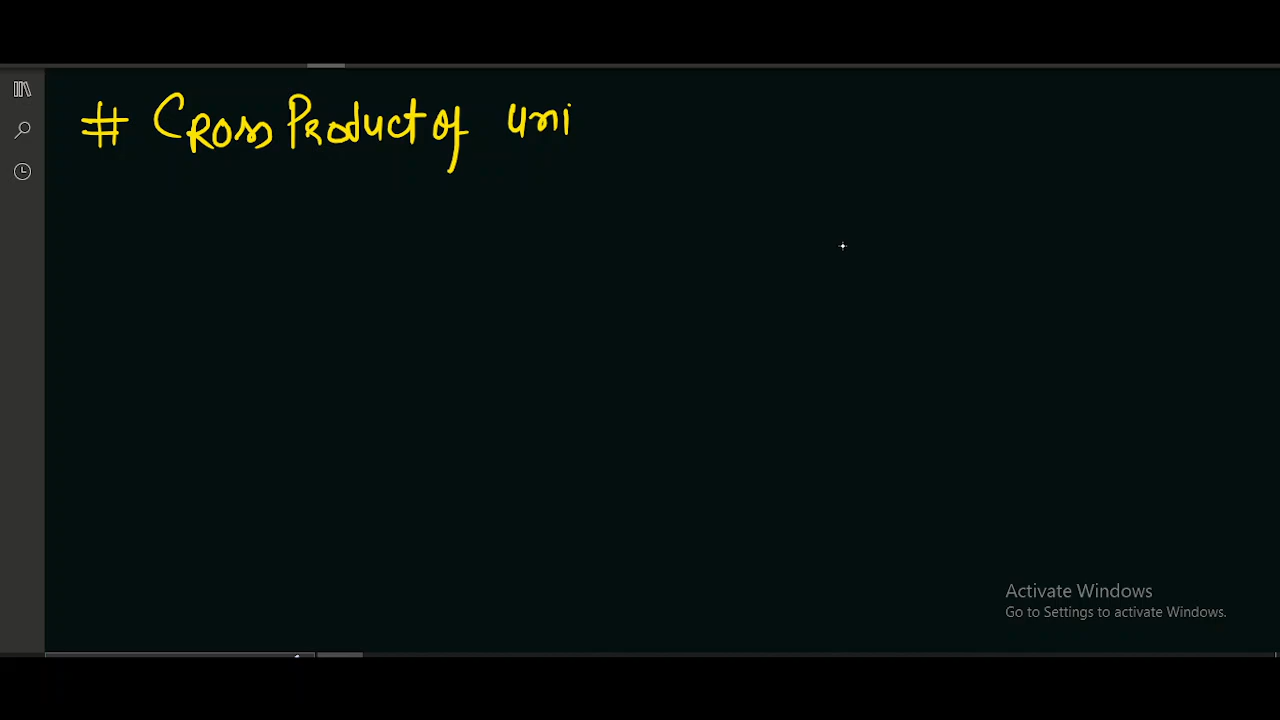 # Cross Product of uni
Activate Windows
Go to Settings to activate Windows.